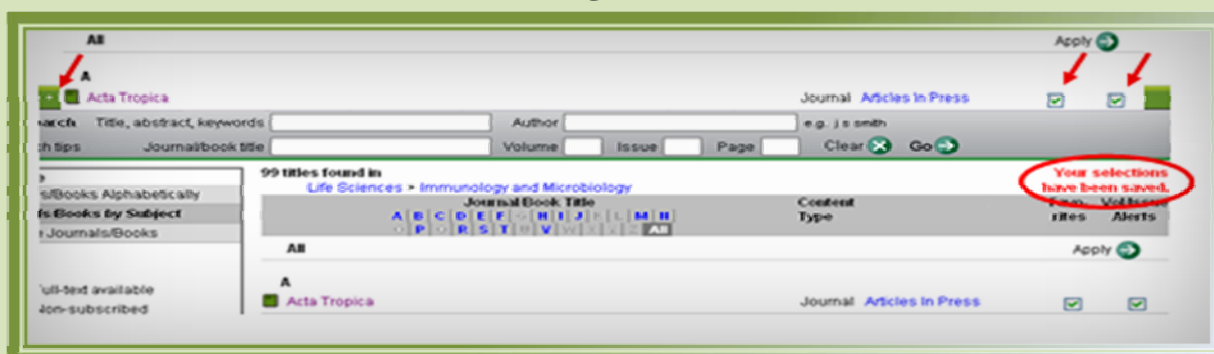 All Apply
A
Acta Tropica Journal Articles in Press
Title, abstract, keywords Author e.g. j s smith
tips Journal/book title Volume Issue Page Clear Go
99 titles found in Your selections
Life Sciences > Immunology and Microbiology have been saved.
s/Books Alphabetically Journal/Book Title Content
Books by Subject A B C D E F G H I J K L M N Type rites Alerts
Journals/Books O P Q R S T U V W X Y Z All
All Apply
A
ull-text available Acta Tropica Journal Articles in Press
Non-subscribed